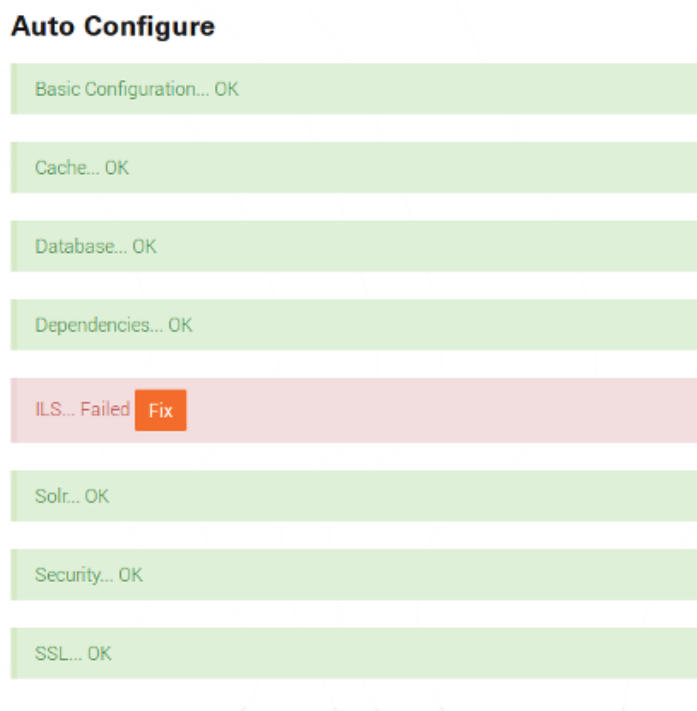 Auto Configure
Basic Configuration... OK
Cache... OK
Database... OK
Dependencies... OK
ILS... Failed Fix
Solr... OK
Security... OK
SSL... OK